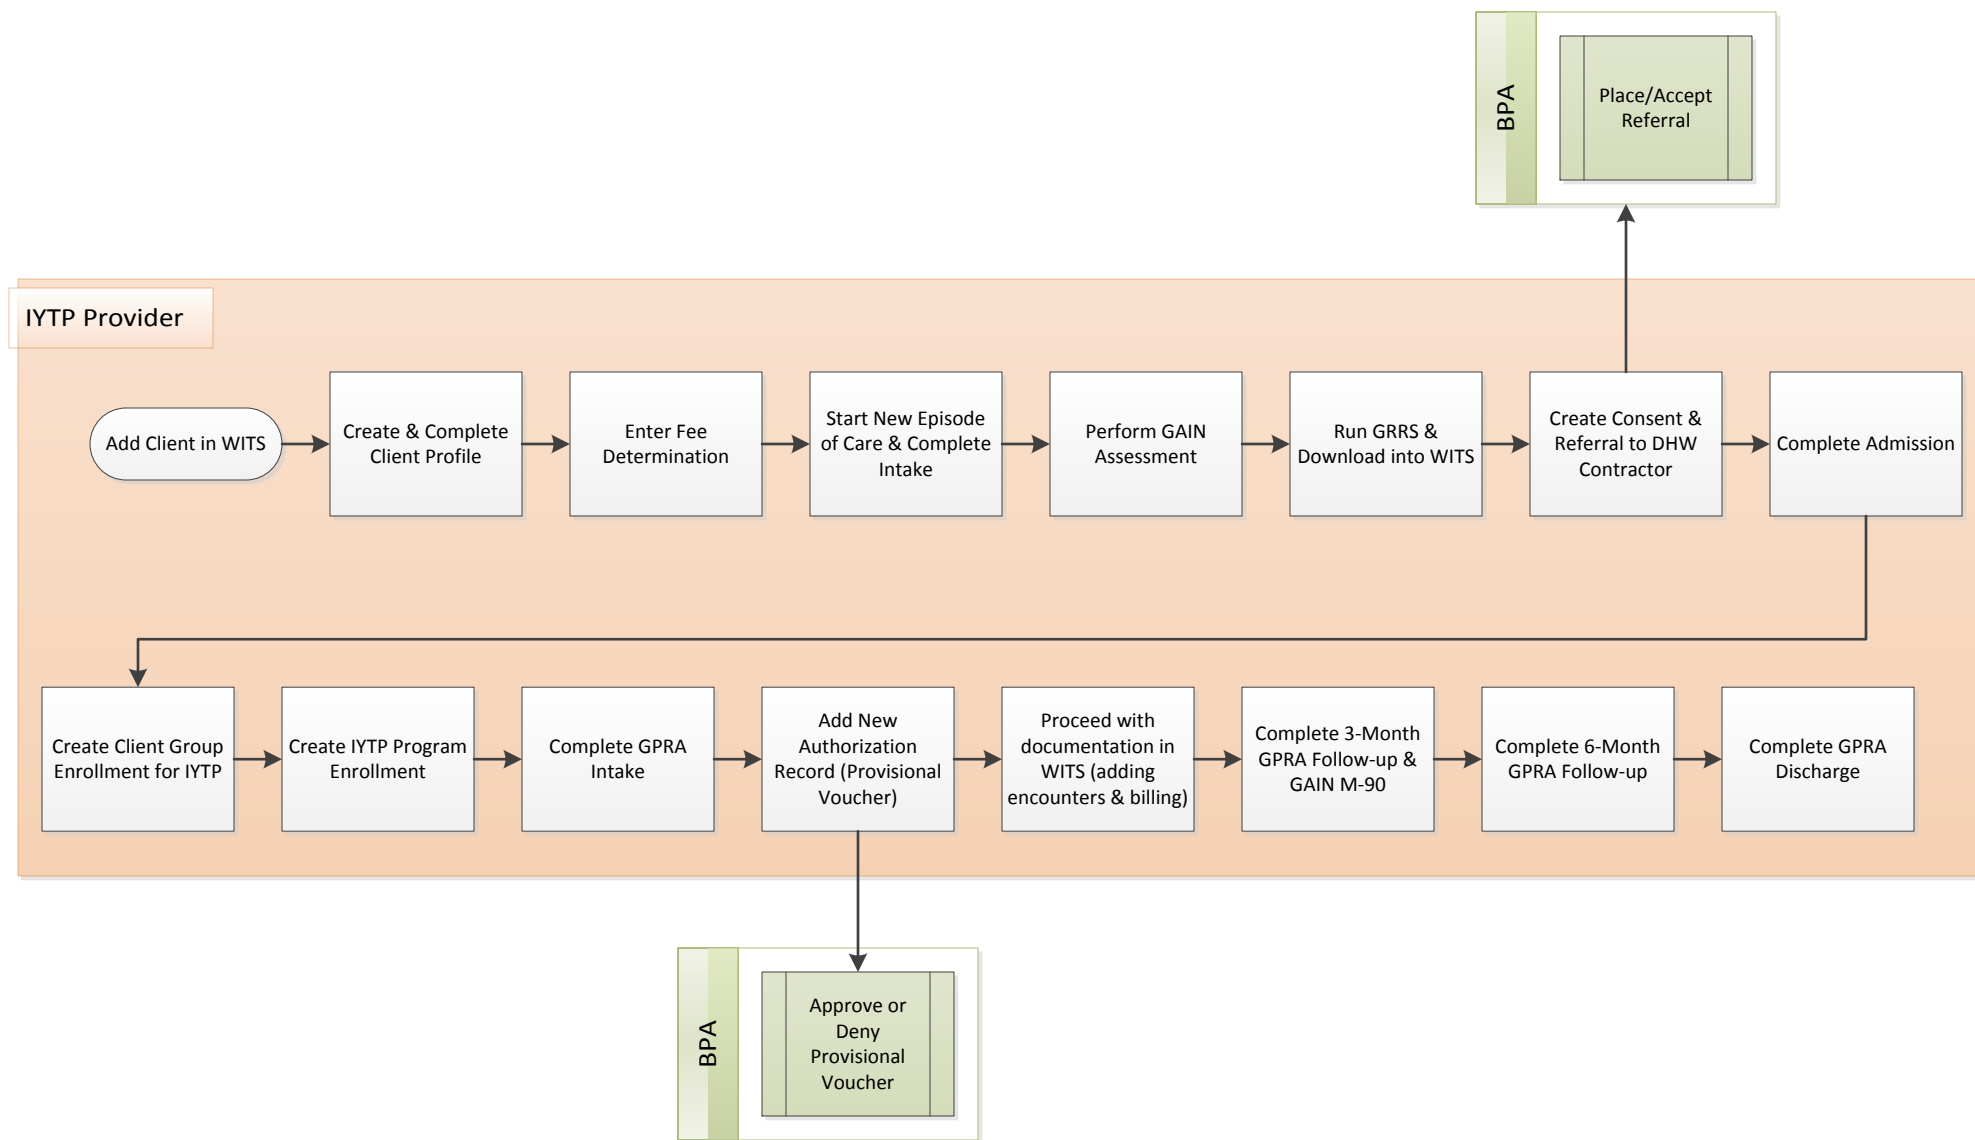 BPA
Place/Accept
Referral
IYTP Provider
Add Client in WITS
Create & Complete
Client Profile
Enter Fee
Determination
Start New Episode
of Care & Complete
Intake
Perform GAIN
Assessment
Run GRRS &
Download into WITS
Create Consent &
Referral to DHW
Contractor
Complete Admission
Create Client Group
Enrollment for IYTP
Create IYTP Program
Enrollment
Complete GPRA
Intake
Add New
Authorization
Record (Provisional
Voucher)
Proceed with
documentation in
WITS (adding
encounters & billing)
Complete 3-Month
GPRA Follow-up &
GAIN M-90
Complete 6-Month
GPRA Follow-up
Complete GPRA
Discharge
BPA
Approve or
Deny
Provisional
Voucher